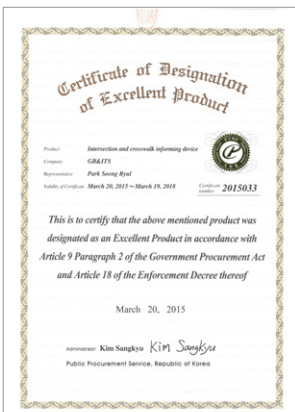 Certificate of Designation
of Excellent Product
Product Intersection and crosswalk informing device
Company GB&ITS
Representative Park Seong Ryul
Validity of Certificate March 20, 2015 ~ March 19, 2018
Certificate number 2015033
This is to certify that the above mentioned product was
designated as an Excellent Product in accordance with
Article 9 Paragraph 2 of the Government Procurement Act
and Article 18 of the Enforcement Decree thereof
March 20, 2015
Administrator Kim Sangkyu Kim Sangkyu
Public Procurement Service, Republic of Korea